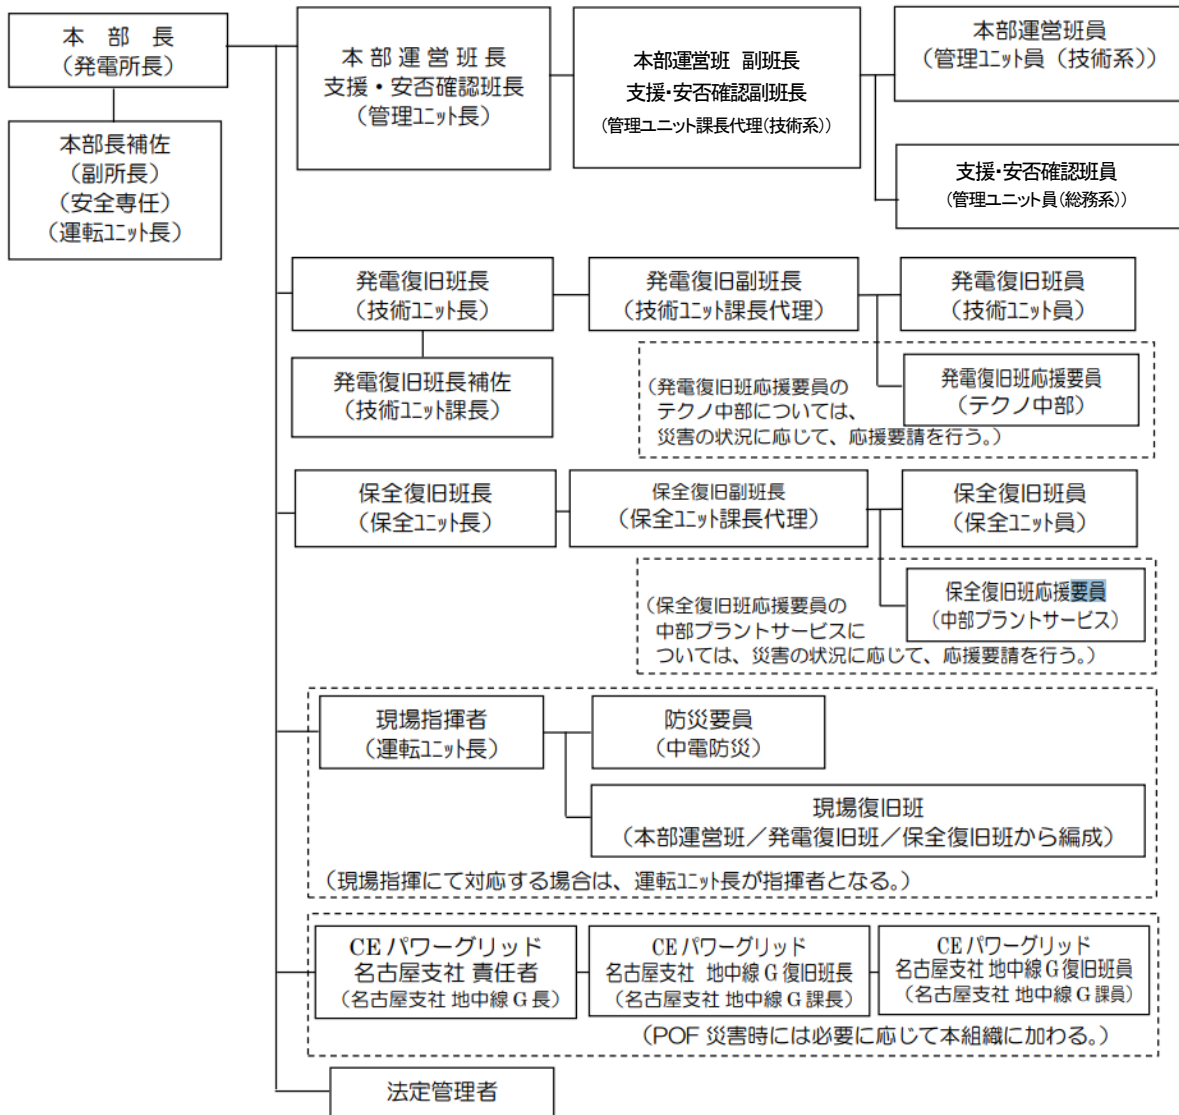 本 部 長
（発電所長）
本部長補佐
（副所長）
（安全専任）
（運転ﾕﾆｯﾄ長）
本 部 運 営 班 長
支援・安否確認班長
（管理ﾕﾆｯﾄ長）
本部運営班 副班長
支援・安否確認副班長
（管理ユニット課長代理（技術系））
本部運営班員
（管理ﾕﾆｯﾄ員（技術系））
支援・安否確認班員
（管理ユニット員（総務系））
発電復旧班長
（技術ﾕﾆｯﾄ長）
発電復旧副班長
（技術ﾕﾆｯﾄ課長代理）
発電復旧班員
（技術ﾕﾆｯﾄ員）
発電復旧班長補佐
（技術ﾕﾆｯﾄ課長）
（発電復旧班応援要員の
テクノ中部については、
災害の状況に応じて、応援要請を行う。）
発電復旧班応援要員
（テクノ中部）
保全復旧班長
（保全ﾕﾆｯﾄ長）
保全復旧副班長
（保全ﾕﾆｯﾄ課長代理）
保全復旧班員
（保全ﾕﾆｯﾄ員）
（保全復旧班応援要員の
中部プラントサービスに
ついては、災害の状況に応じて、応援要請を行う。）
保全復旧班応援要員
（中部プラントサービス）
現場指揮者
（運転ﾕﾆｯﾄ長）
防災要員
（中電防災）
現場復旧班
（本部運営班／発電復旧班／保全復旧班から編成）
（現場指揮にて対応する場合は、運転ﾕﾆｯﾄ長が指揮者となる。）
CE パワーグリッド
名古屋支社 責任者
（名古屋支社 地中線 G 長）
CE パワーグリッド
名古屋支社 地中線 G 復旧班長
（名古屋支社 地中線 G 課長）
CE パワーグリッド
名古屋支社 地中線 G 復旧班員
（名古屋支社 地中線 G 課員）
（POF 災害時には必要に応じて本組織に加わる。）
法定管理者